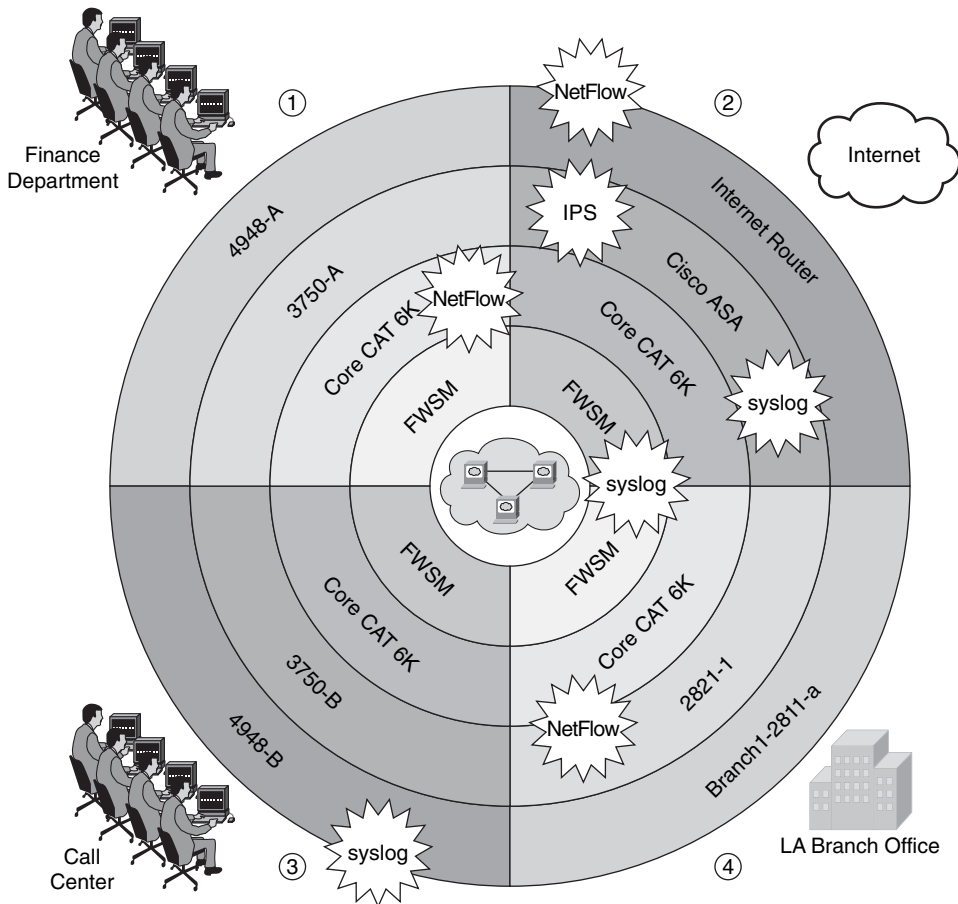 Finance
Department
①
4948-A
3750-A
Core CAT 6K
NetFlow
FWSM
NetFlow
②
Internet
Internet Router
IPS
Cisco ASA
Core CAT 6K
syslog
FWSM
syslog
FWSM
Core CAT 6K
3750-B
4948-B
syslog
③
Call
Center
FWSM
Core CAT 6K
NetFlow
2821-1
Branch1-2811-a
④
LA Branch Office